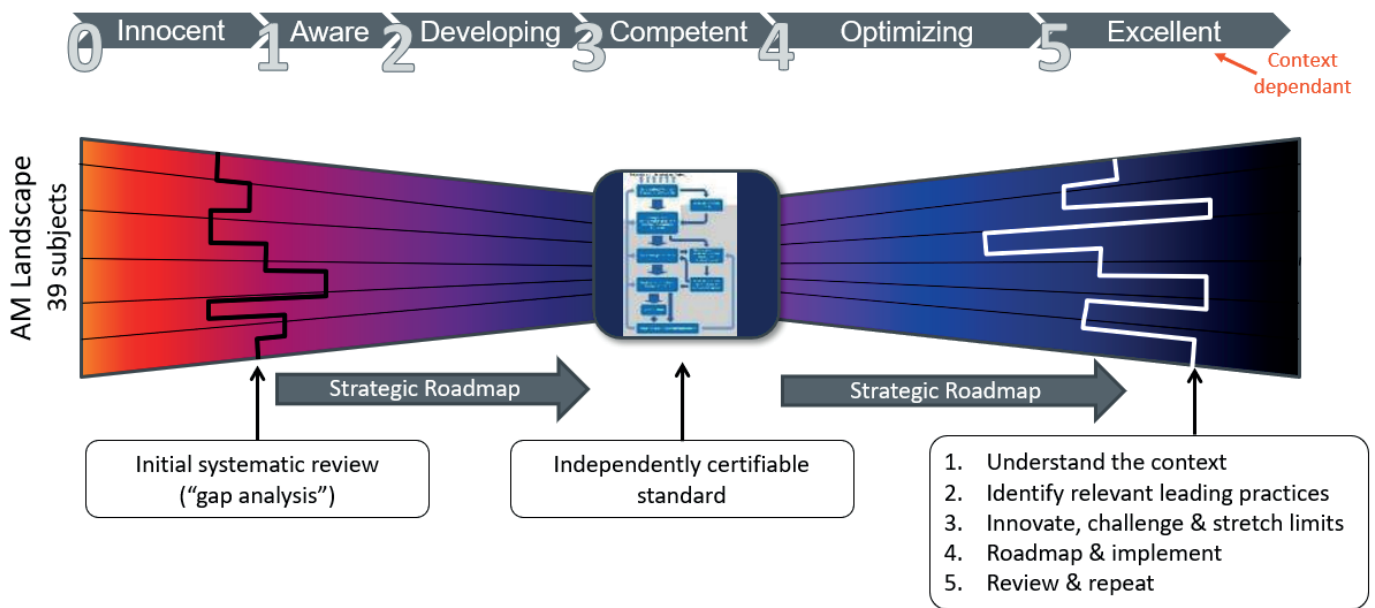 0 Innocent 1 Aware 2 Developing 3 Competent 4 Optimizing 5 Excellent
Context
dependant
AM Landscape
39 subjects
Strategic Roadmap
Strategic Roadmap
Initial systematic review
(“gap analysis”)
Independently certifiable
standard
1. Understand the context
2. Identify relevant leading practices
3. Innovate, challenge & stretch limits
4. Roadmap & implement
5. Review & repeat